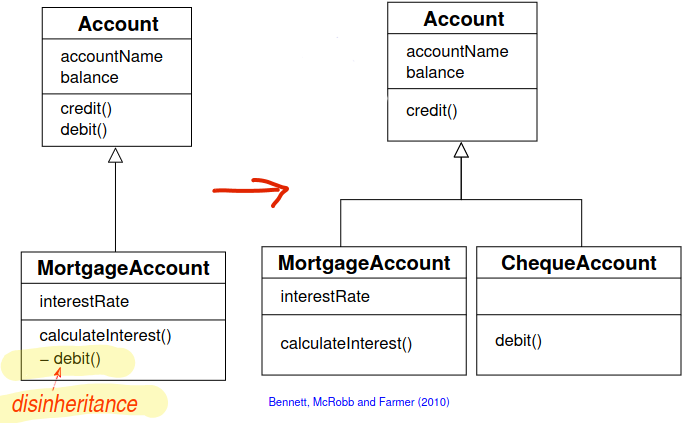 Account
accountName
balance
credit()
debit()
MortgageAccount
interestRate
calculateInterest()
– debit()
disinheritance
Account
accountName
balance
credit()
MortgageAccount
interestRate
calculateInterest()
ChequeAccount
debit()
Bennett, McRobb and Farmer (2010)